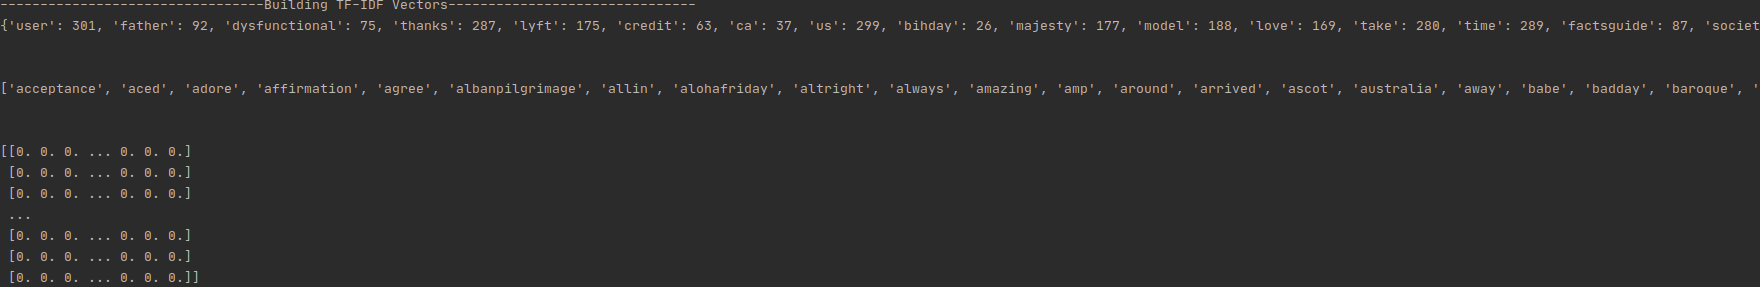 ---------------------------------Building TF-IDF Vectors-------------------------------
{'user': 301, 'father': 92, 'dysfunctional': 75, 'thanks': 287, 'lyft': 175, 'credit': 63, 'ca': 37, 'us': 299, 'bihday': 26, 'majesty': 177, 'model': 188, 'love': 169, 'take': 280, 'time': 289, 'factsguide': 87, 'societ
['acceptance', 'aced', 'adore', 'affirmation', 'agree', 'albanpilgrimage', 'allin', 'alohafriday', 'altright', 'always', 'amazing', 'amp', 'around', 'arrived', 'ascot', 'australia', 'away', 'babe', 'badday', 'baroque', '
[[0. 0. 0. ... 0. 0. 0.]
[0. 0. 0. ... 0. 0. 0.]
[0. 0. 0. ... 0. 0. 0.]
...
[0. 0. 0. ... 0. 0. 0.]
[0. 0. 0. ... 0. 0. 0.]
[0. 0. 0. ... 0. 0. 0.]]